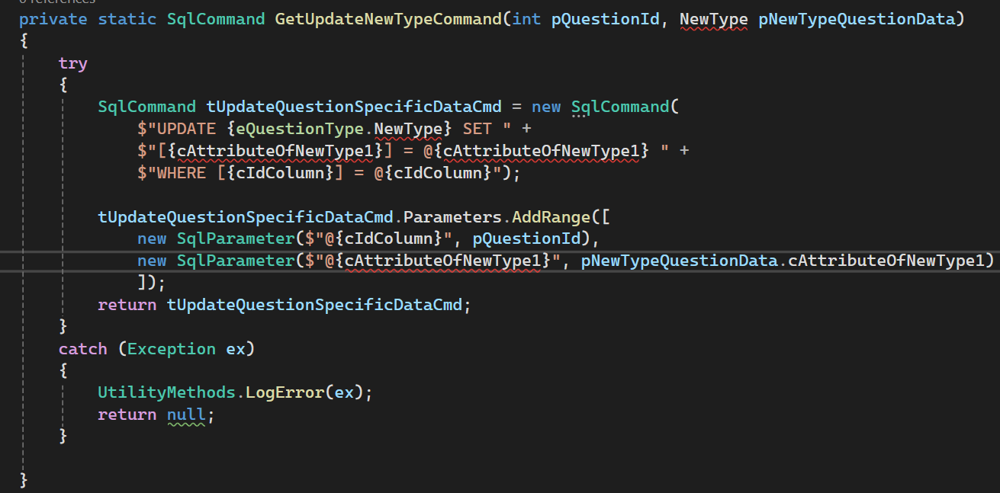 0 references
private static SqlCommand GetUpdateNewTypeCommand(int pQuestionId, NewType pNewTypeQuestionData)
{
try
{
SqlCommand tUpdateQuestionSpecificDataCmd = new SqlCommand(
$"UPDATE {eQuestionType.NewType} SET " +
$"[{cAttributeOfNewType1}] = @{cAttributeOfNewType1} " +
$"WHERE [{cIdColumn}] = @{cIdColumn}");
tUpdateQuestionSpecificDataCmd.Parameters.AddRange([
new SqlParameter($"@{cIdColumn}", pQuestionId),
new SqlParameter($"@{cAttributeOfNewType1}", pNewTypeQuestionData.cAttributeOfNewType1)
]);
return tUpdateQuestionSpecificDataCmd;
}
catch (Exception ex)
{
UtilityMethods.LogError(ex);
return null;
}
}